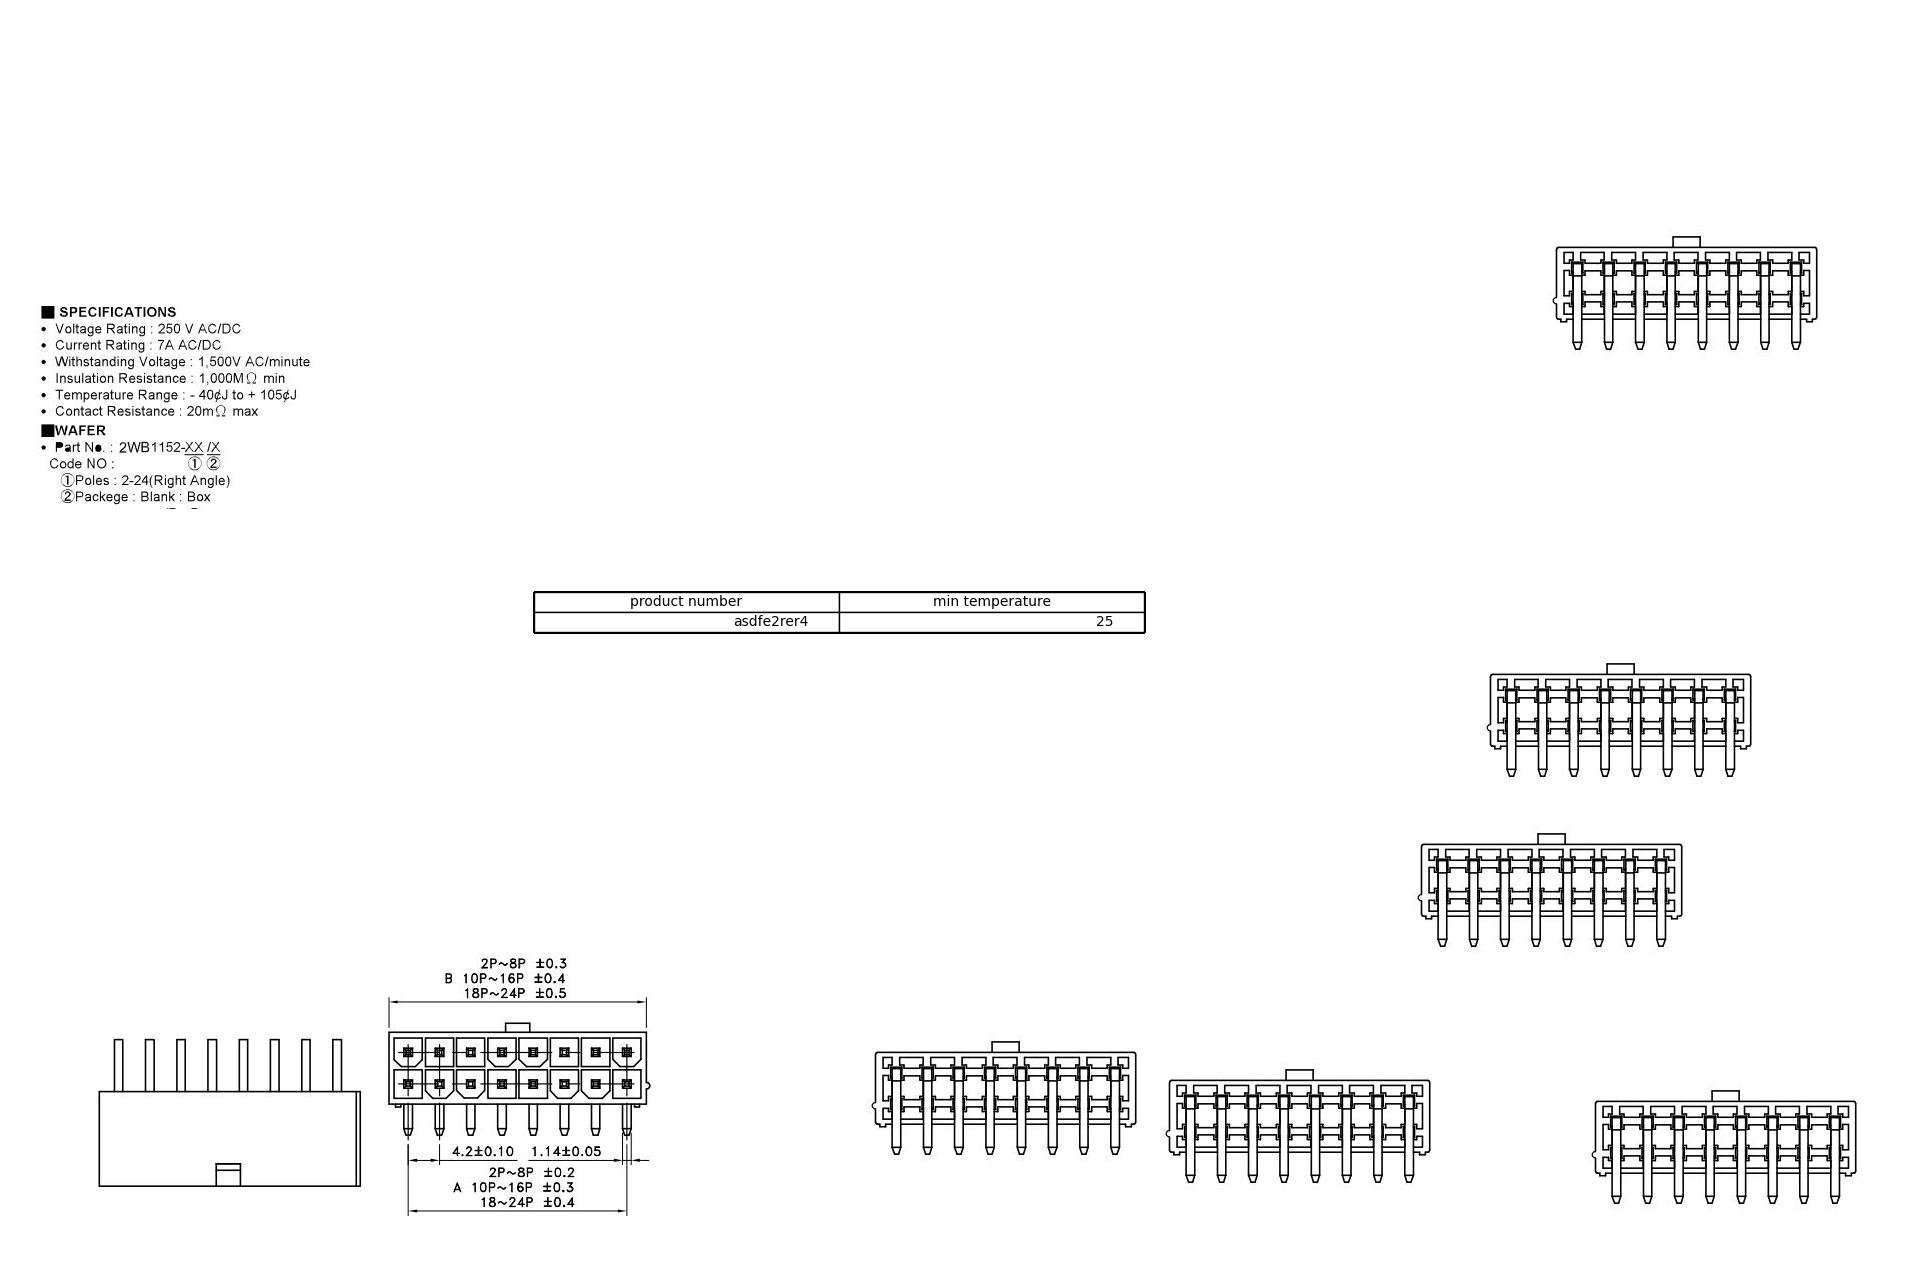 ■ SPECIFICATIONS
• Voltage Rating : 250 V AC/DC
• Current Rating : 7A AC/DC
• Withstanding Voltage : 1,500V AC/minute
• Insulation Resistance : 1,000MΩ min
• Temperature Range : - 40¢J to + 105¢J
• Contact Resistance : 20mΩ max
■WAFER
• Part No. : 2WB1152-XX /X
Code NO : ① ②
①Poles : 2-24(Right Angle)
②Packege : Blank : Box
product number min temperature
asdfe2rer4 25
2P~8P ±0.3
B 10P~16P ±0.4
18P~24P ±0.5
4.2±0.10 1.14±0.05
2P~8P ±0.2
A 10P~16P ±0.3
18~24P ±0.4